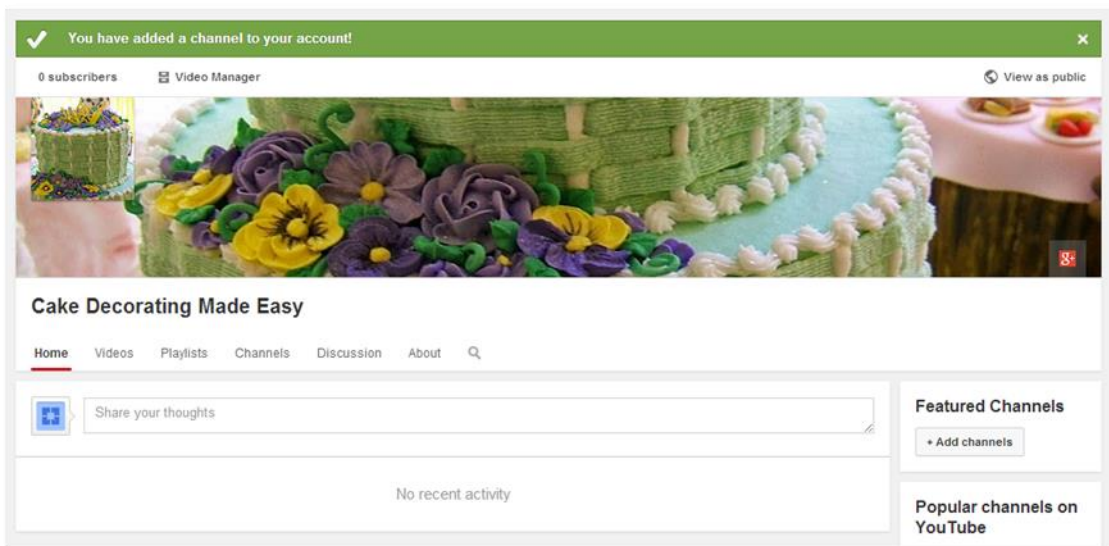 You have added a channel to your account!
0 subscribers Video Manager View as public
g+
Cake Decorating Made Easy
Home Videos Playlists Channels Discussion About
Share your thoughts
No recent activity
Featured Channels
+ Add channels
Popular channels on
YouTube